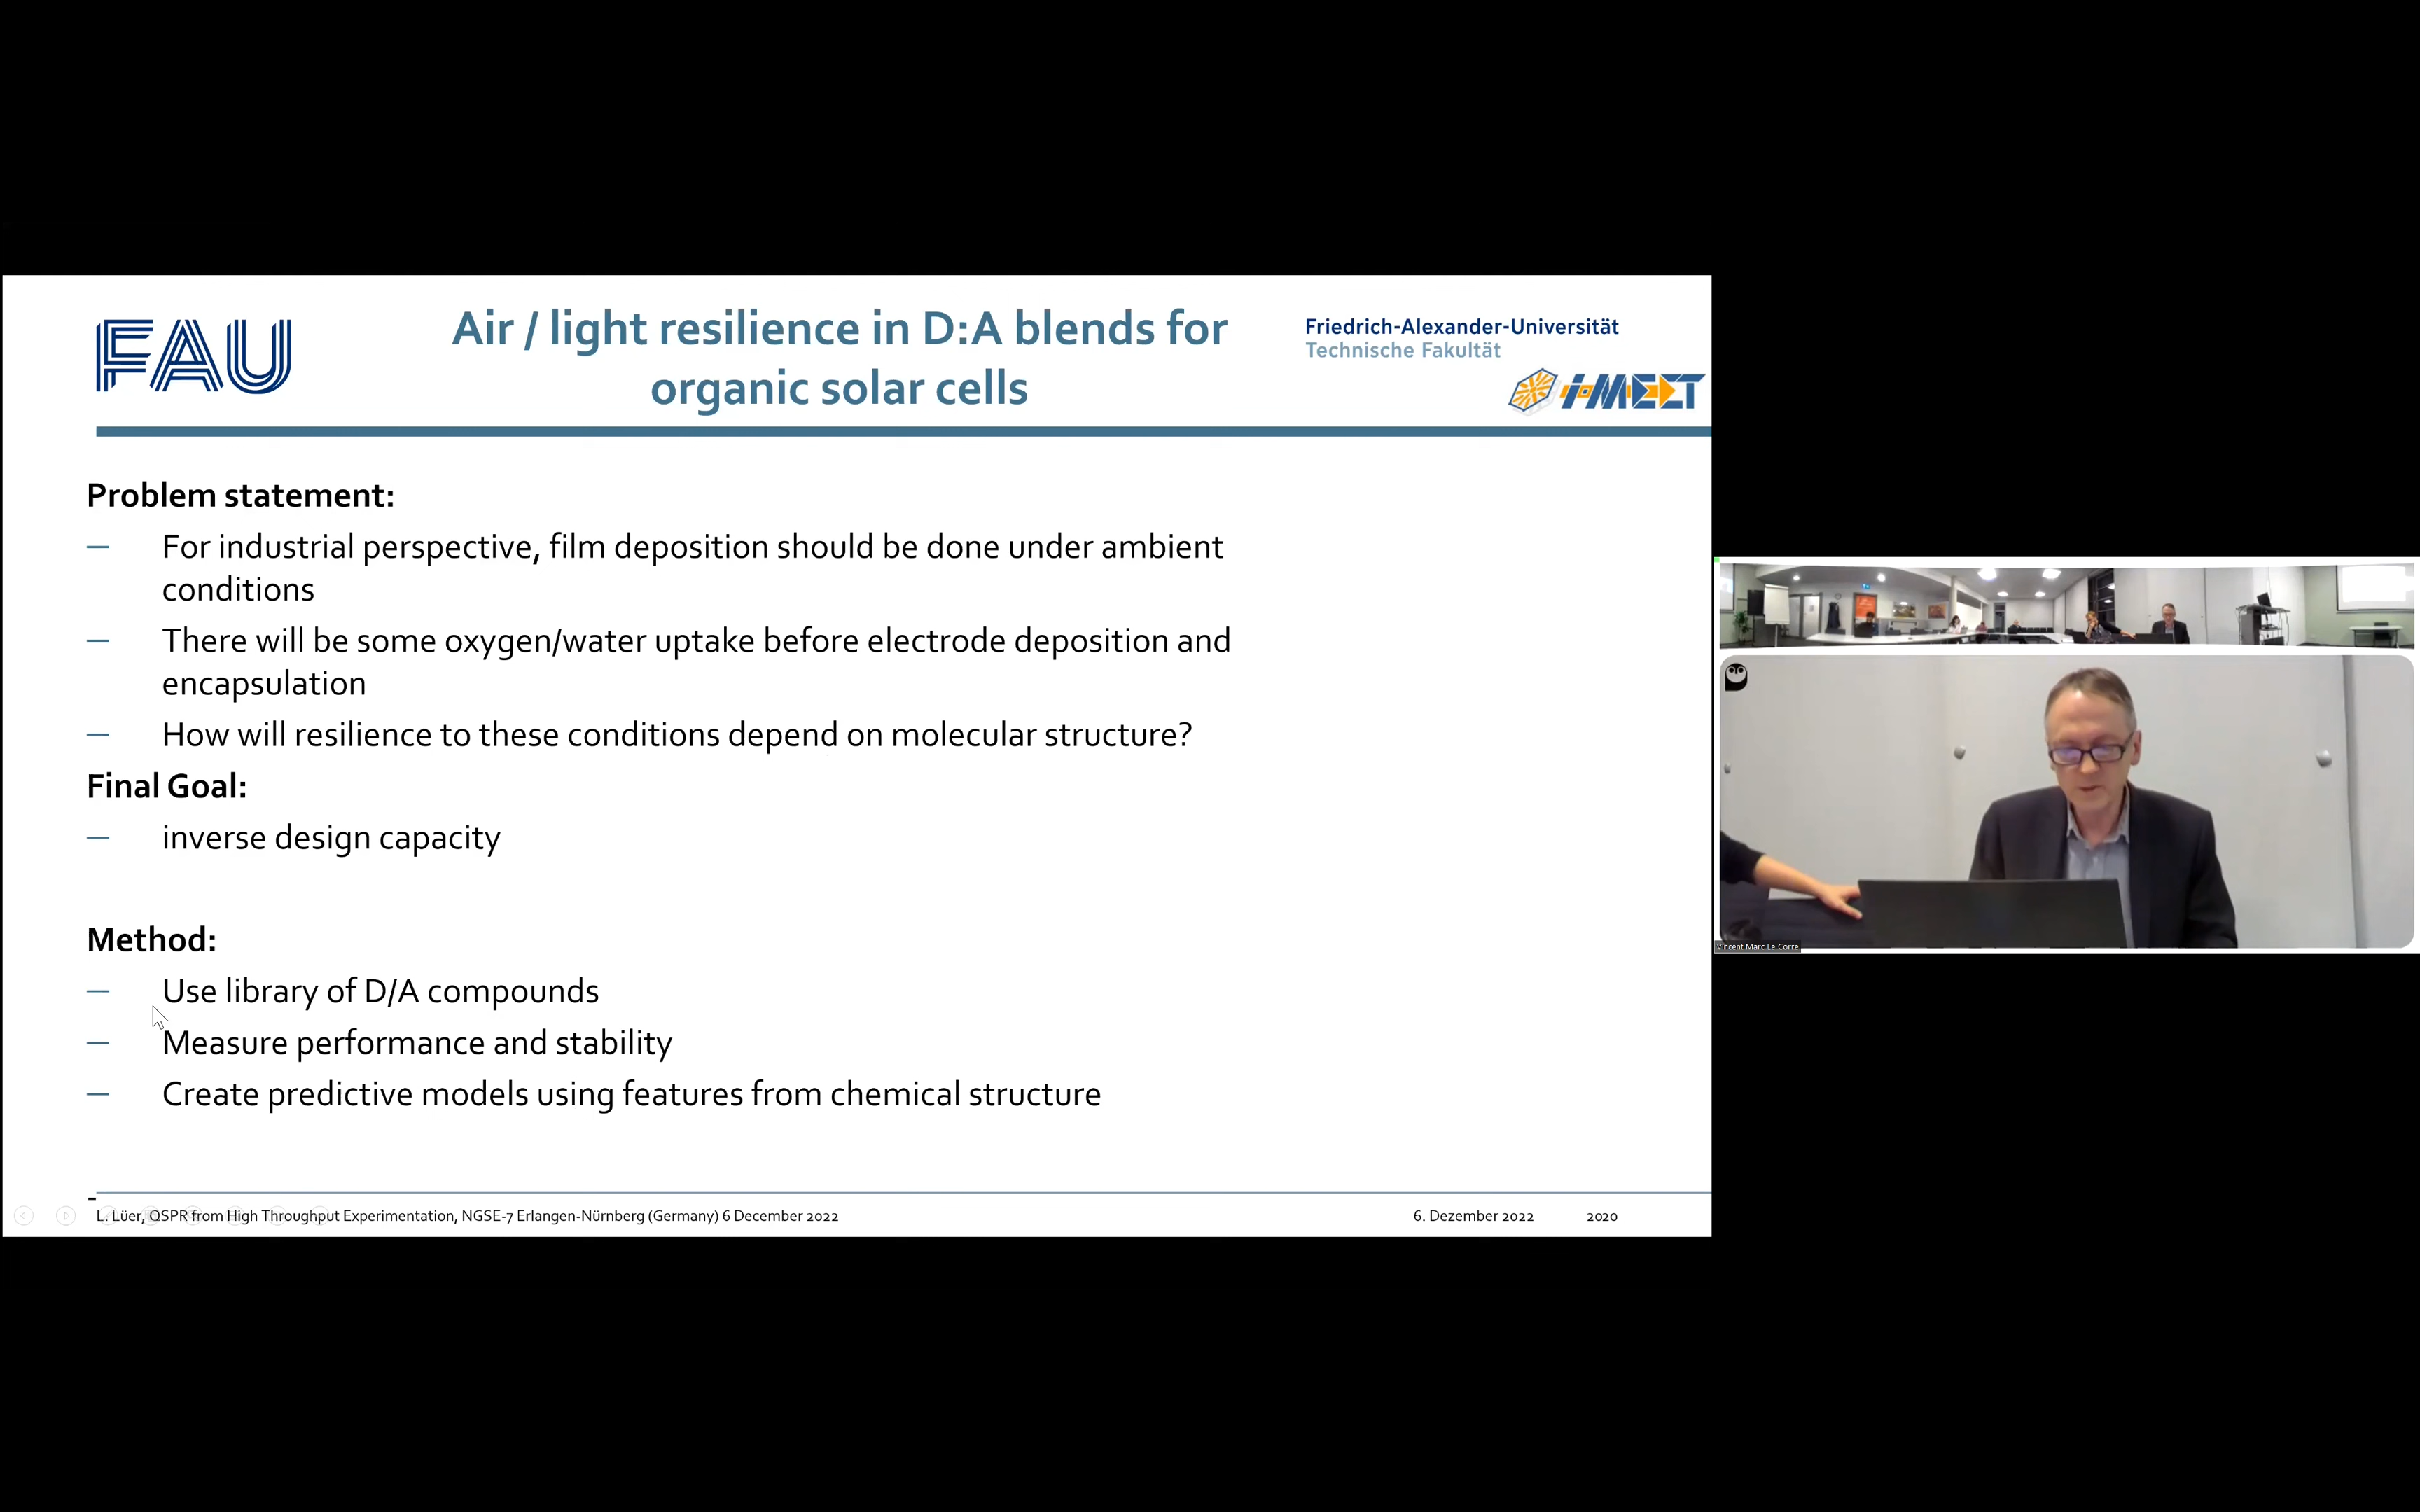 FAU
Air / light resilience in D:A blends for
organic solar cells
Friedrich-Alexander-Universität
Technische Fakultät
i-MEET
Problem statement:
— For industrial perspective, film deposition should be done under ambient
conditions
— There will be some oxygen/water uptake before electrode deposition and
encapsulation
— How will resilience to these conditions depend on molecular structure?
Final Goal:
— inverse design capacity
Method:
— Use library of D/A compounds
— Measure performance and stability
— Create predictive models using features from chemical structure
-
L. Lüer, QSPR from High Throughput Experimentation, NGSE-7 Erlangen-Nürnberg (Germany) 6 December 2022
6. Dezember 2022
2020
Vincent Marc Le Corre